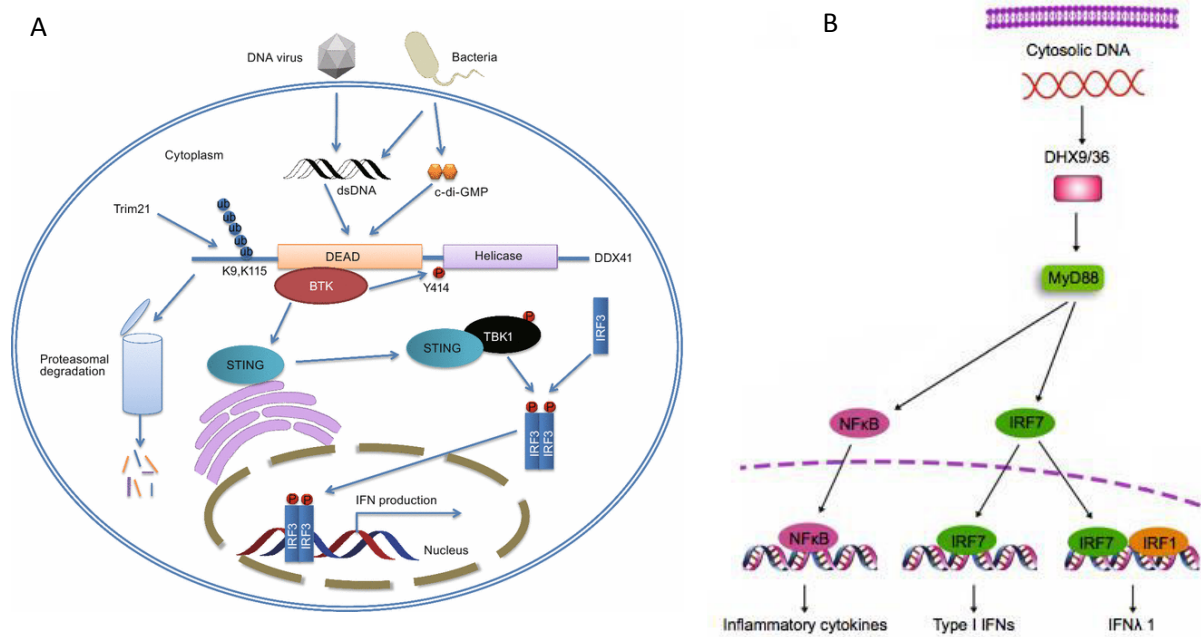 A
DNA virus
Bacteria
Cytoplasm
dsDNA
c-di-GMP
Trim21
ub
ub
ub
ub
ub
K9,K115
DEAD
Helicase
DDX41
BTK
P
Y414
STING
STING
TBK1
P
IRF3
Proteasomal
degradation
P P
IRF3
IRF3
P P
IRF3
IRF3
IFN production
Nucleus
B
Cytosolic DNA
DHX9/36
MyD88
NFκB
IRF7
NFκB
IRF7
IRF7
IRF1
Inflammatory cytokines
Type I IFNs
IFNλ 1